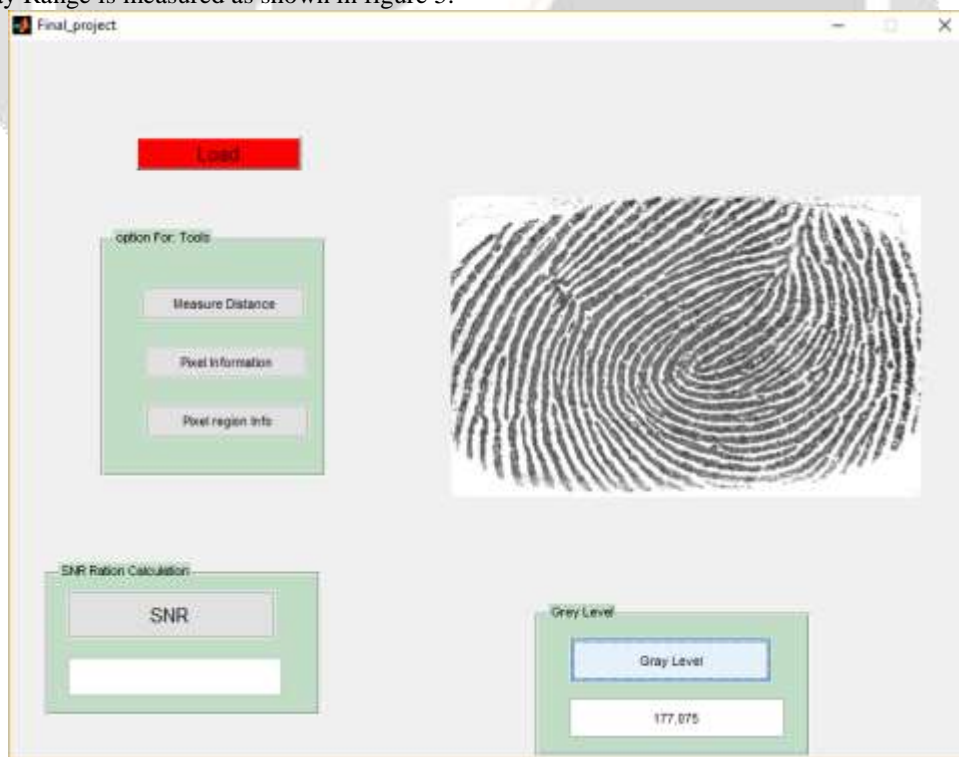 y Range is measured as shown in figure 5.
Final_project
Load
option For: Tools
Measure Distance
Pixel Information
Pixel region Info
SNR Ration Calculation
SNR
Grey Level
Gray Level
177.075